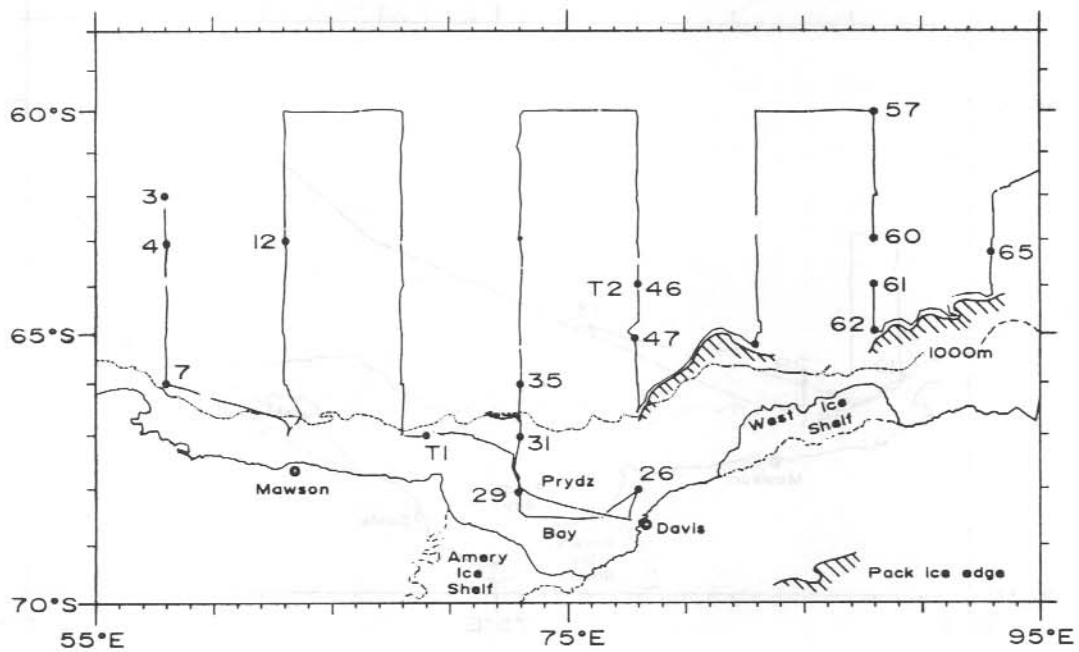 60°S
57
3
4
12
60
65
T2 46
61
47
62
65°S
1000m
7
35
West Ice
Shelf
31
T1
26
Prydz
Mawson
29
Bay
Davis
Amery
Ice
Shelf
Pack ice edge
70°S
55°E
75°E
95°E